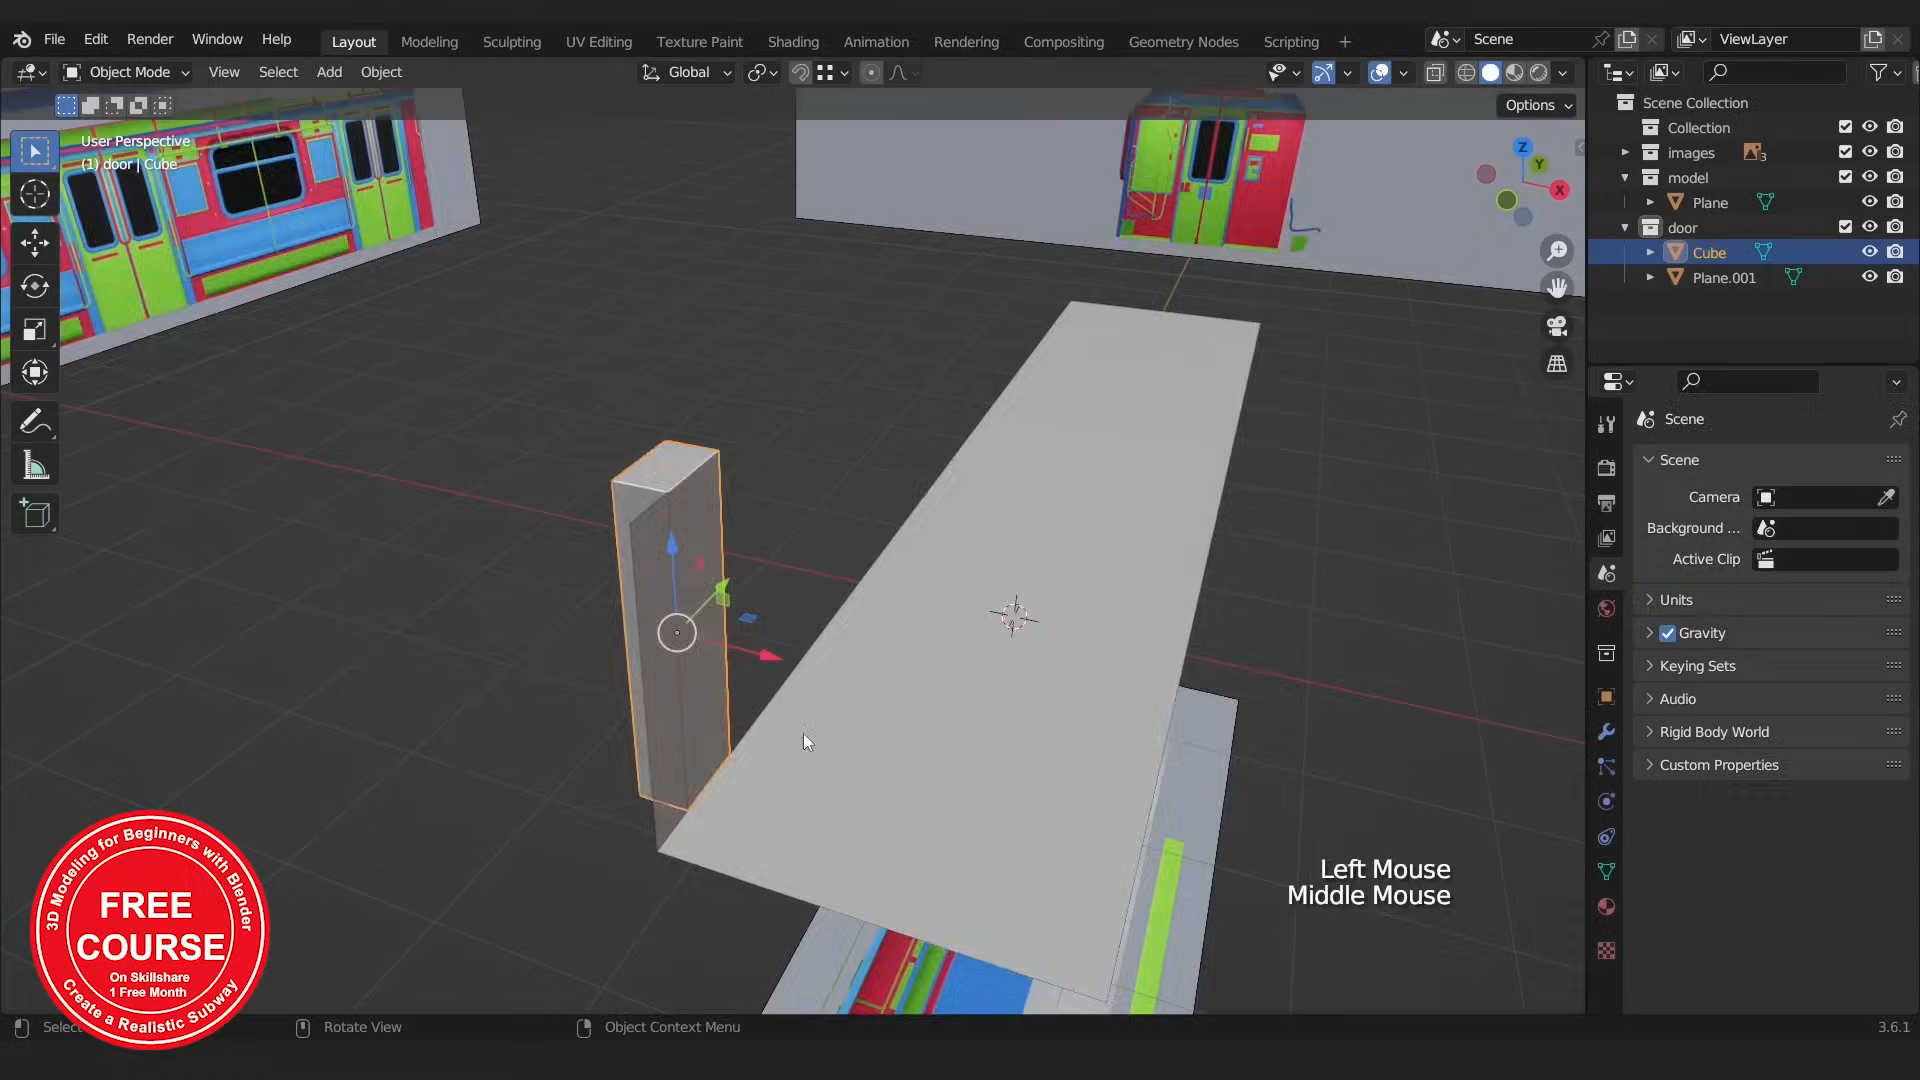 File Edit Render Window Help Layout Modeling Sculpting UV Editing Texture Paint Shading Animation Rendering Compositing Geometry Nodes Scripting + Scene ViewLayer
Object Mode View Select Add Object Global
Options
User Perspective
(1) door | Cube
Z
Y
X
Scene Collection
Collection
images 3
model
Plane
door
Cube
Plane.001
Scene
Scene
Camera
Background ...
Active Clip
Units
Gravity
Keying Sets
Audio
Rigid Body World
Custom Properties
Left Mouse
Middle Mouse
3D Modeling for Beginners with Blender
FREE
COURSE
On Skillshare
1 Free Month
Create a Realistic Subway
Selec Rotate View Object Context Menu 3.6.1